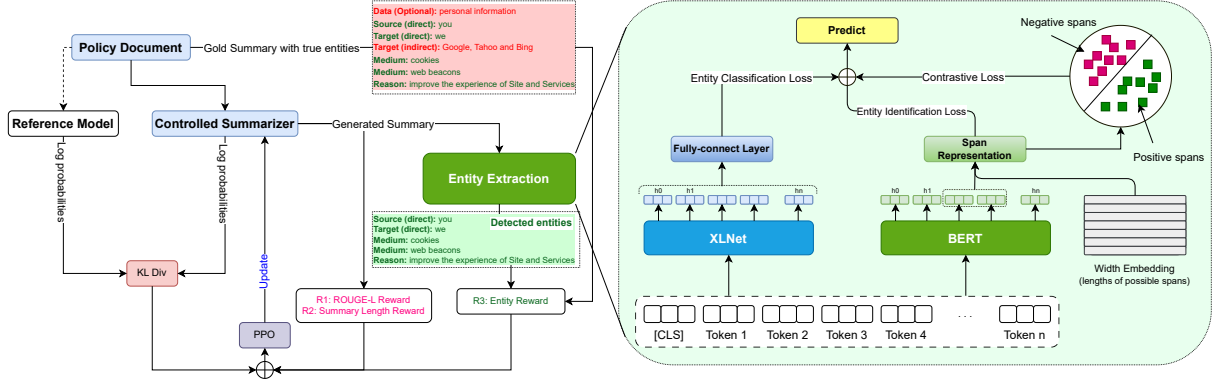 Data (Optional): personal information
Source (direct): you
Target (direct): we
Target (indirect): Google, Tahoo and Bing
Medium: cookies
Medium: web beacons
Reason: improve the experience of Site and Services
Policy Document
Gold Summary with true entities
Reference Model
Controlled Summarizer
Generated Summary
Log probabilities
Log probabilities
Entity Extraction
Detected entities
Source (direct): you
Target (direct): we
Medium: cookies
Medium: web beacons
Reason: improve the experience of Site and Services
Update
KL Div
R1: ROUGE-L Reward
R2: Summary Length Reward
R3: Entity Reward
PPO
Negative spans
Predict
Entity Classification Loss
Contrastive Loss
Entity Identification Loss
Positive spans
Fully-connect Layer
Span
Representation
h0
h1
hn
h0
h1
hn
XLNet
BERT
Width Embedding
(lengths of possible spans)
[CLS]
Token 1
Token 2
Token 3
Token 4
...
Token n